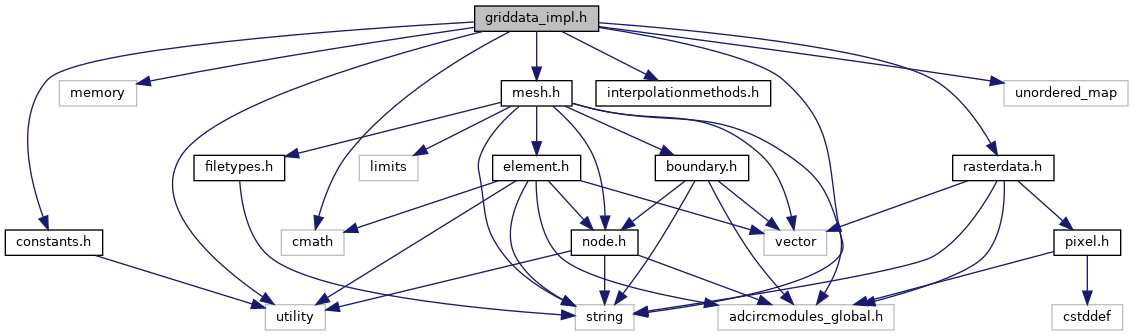 griddata_impl.h
memory
mesh.h
interpolationmethods.h
unordered_map
filetypes.h
limits
element.h
boundary.h
rasterdata.h
constants.h
cmath
node.h
vector
pixel.h
utility
string
adcircmodules_global.h
cstddef